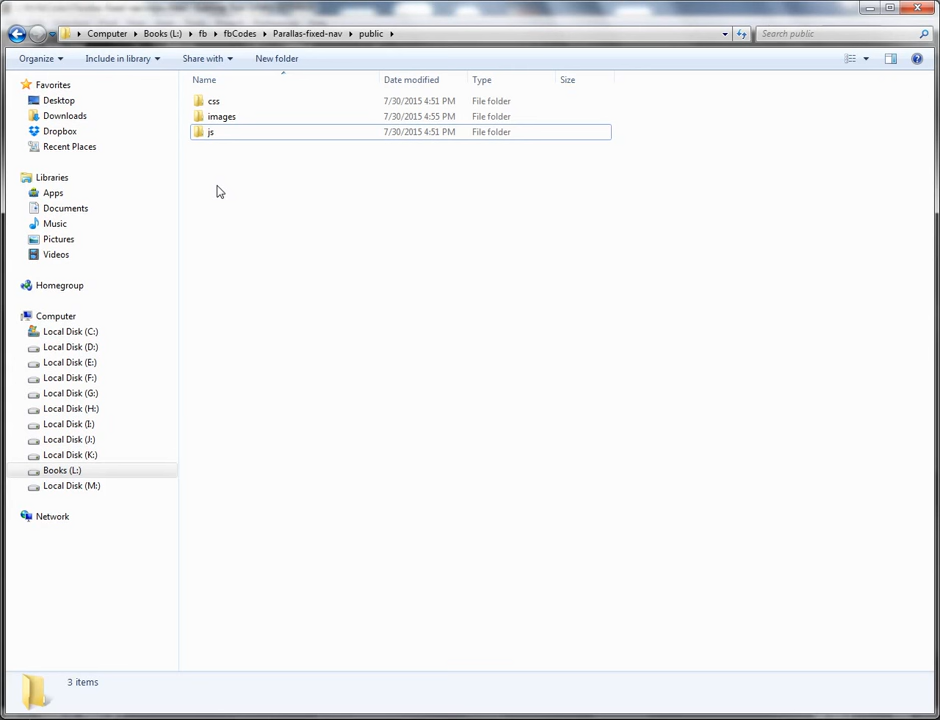 Computer Books (L:) fb fbCodes Parallas-fixed-nav public
Search public
Organize Include in library Share with New folder
Name Date modified Type Size
css 7/30/2015 4:51 PM File folder
images 7/30/2015 4:55 PM File folder
js 7/30/2015 4:51 PM File folder
Favorites
Desktop
Downloads
Dropbox
Recent Places
Libraries
Apps
Documents
Music
Pictures
Videos
Homegroup
Computer
Local Disk (C:)
Local Disk (D:)
Local Disk (E:)
Local Disk (F:)
Local Disk (G:)
Local Disk (H:)
Local Disk (I:)
Local Disk (J:)
Local Disk (K:)
Books (L:)
Local Disk (M:)
Network
3 items